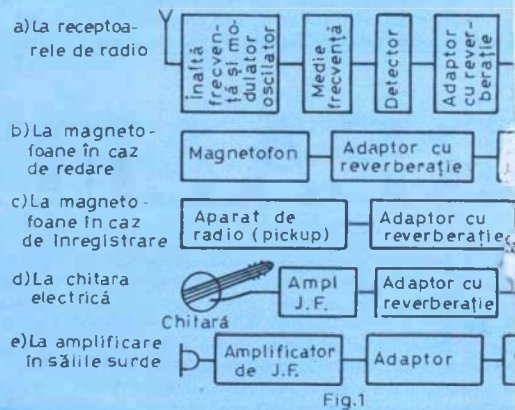 a) La receptoa-
rele de radio
Înaltă
frecven-
ță și mo-
dulator
oscilator
Medie
frecvență
Detector
Adaptor
cu rever-
berație
b) La magneto-
foane în caz
de redare
Magnetofon
Adaptor cu
reverberație
c) La magneto-
foane în caz
de înregistrare
Aparat de
radio (pickup)
Adaptor cu
reverberație
d) La chitara
electrică
Chitară
Ampl
J.F.
Adaptor cu
reverberație
e) La amplificare
în sălile surde
Amplificator
de J.F.
Adaptor
Fig.1